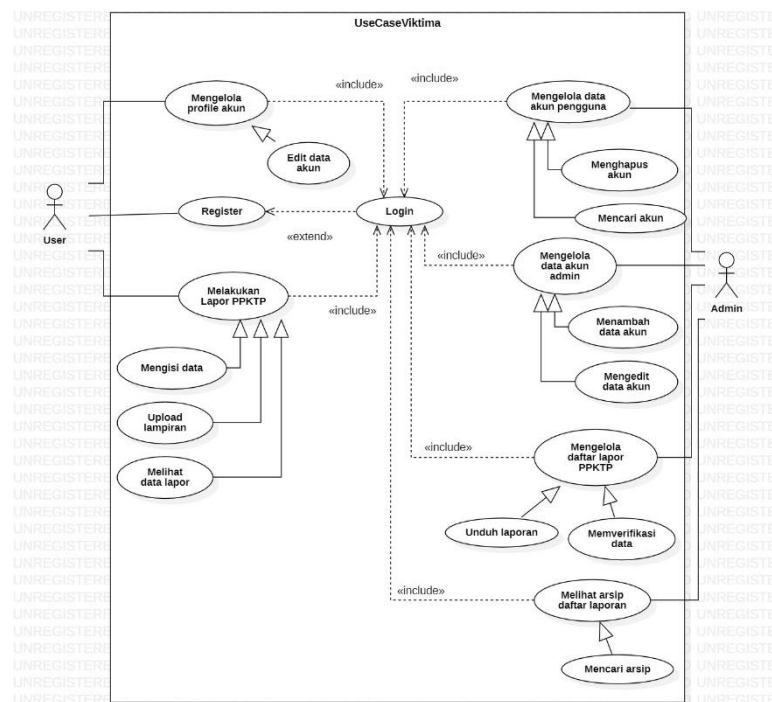 UseCaseViktima
Mengelola
profile akun
«include»
«include»
Mengelola data
akun pengguna
Edit data
akun
Menghapus
akun
Register
Login
Mencari akun
User
«extend»
«include»
Mengelola
data akun
admin
Admin
Melakukan
Lapor PPKTP
«include»
Menambah
data akun
Mengisi data
Mengedit
data akun
Upload
lampiran
«include»
Mengelola
daftar lapor
PPKTP
Melihat
data lapor
Unduh laporan
Memverifikasi
data
«include»
Melihat arsip
daftar laporan
Mencari arsip
UNREGISTERED